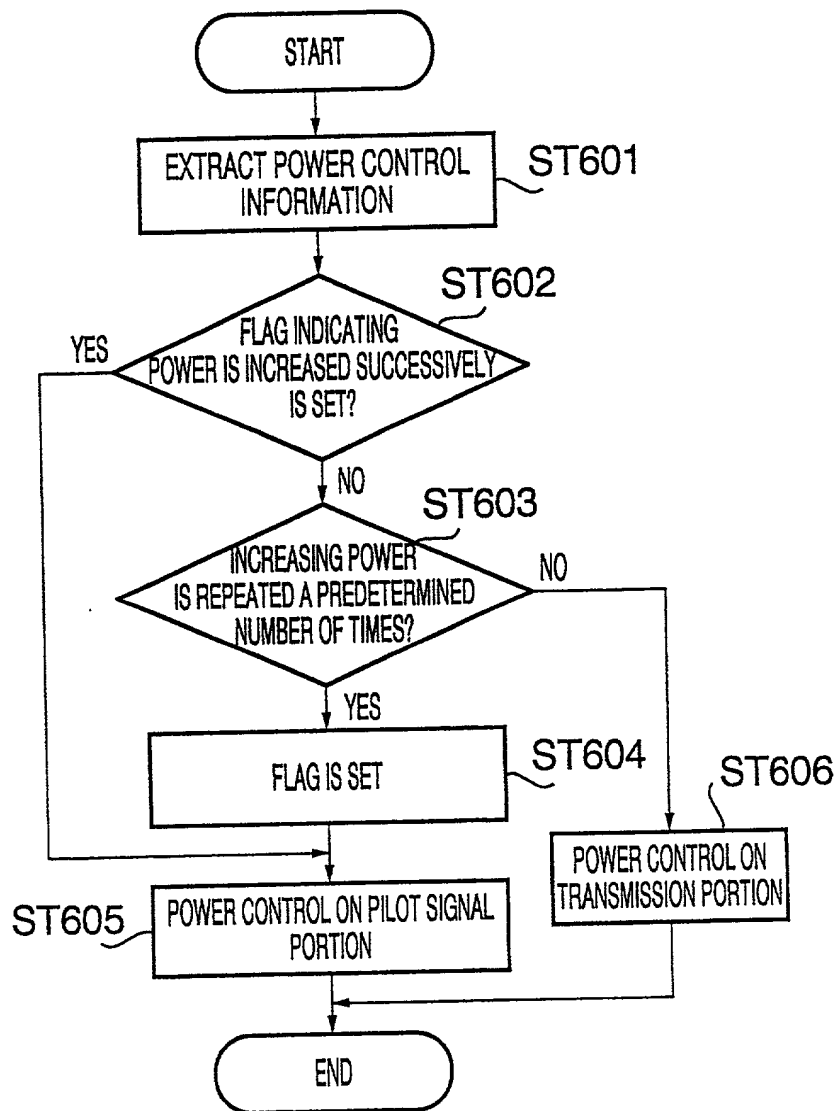 START
EXTRACT POWER CONTROL
INFORMATION
ST601
ST602
FLAG INDICATING
POWER IS INCREASED SUCCESSIVELY
IS SET?
YES
NO
ST603
INCREASING POWER
IS REPEATED A PREDETERMINED
NUMBER OF TIMES?
NO
YES
FLAG IS SET
ST604
ST606
POWER CONTROL ON
TRANSMISSION PORTION
ST605
POWER CONTROL ON PILOT SIGNAL
PORTION
END